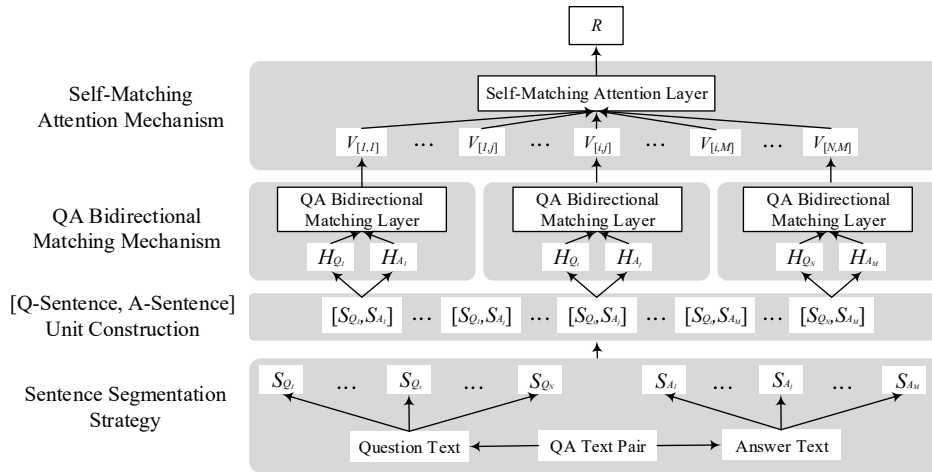 R
Self-Matching
Attention Mechanism
Self-Matching Attention Layer
V[1,1] ... V[1,j] ... V[i,j] ... V[i,M] ... V[N,M]
QA Bidirectional
Matching Mechanism
QA Bidirectional
Matching Layer
QA Bidirectional
Matching Layer
QA Bidirectional
Matching Layer
HQ1 HA1 HQi HAj HQN HAM
[Q-Sentence, A-Sentence]
Unit Construction
[SQ1,SA1] ... [SQ1,SAj] ... [SQi,SAj] ... [SQi,SAM] ... [SQN,SAM]
Sentence Segmentation
Strategy
SQ1 ... SQi ... SQN SA1 ... SAj ... SAM
Question Text QA Text Pair Answer Text